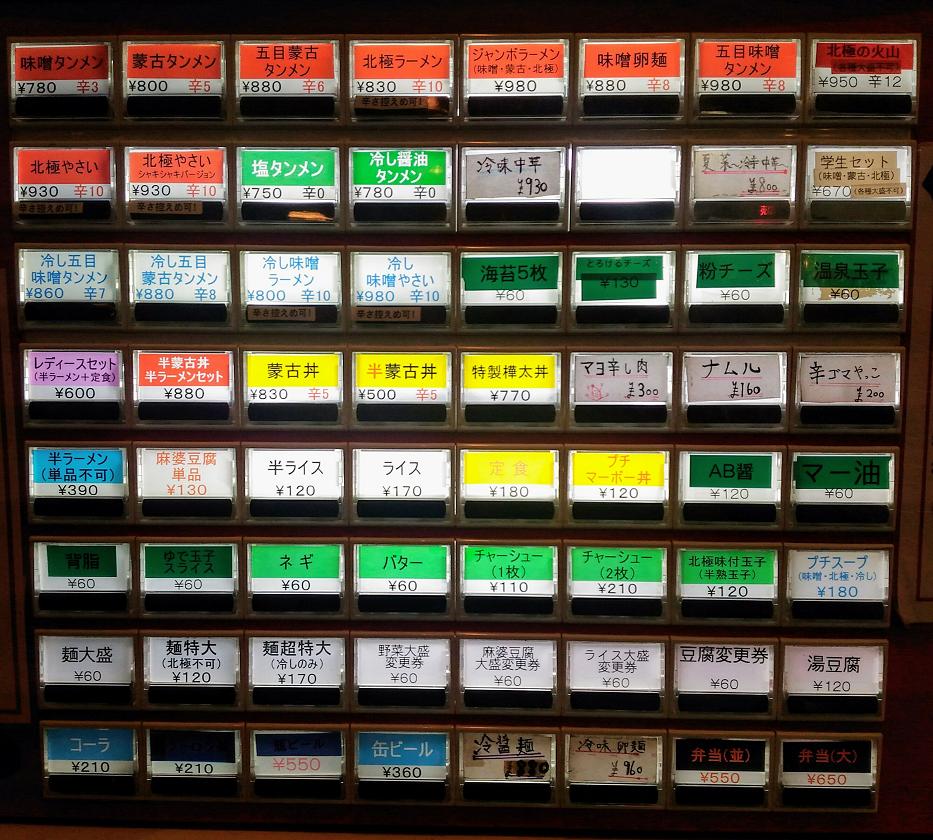 味噌タンメン
¥780 辛3
蒙古タンメン
¥800 辛5
五目蒙古
タンメン
¥880 辛6
北極ラーメン
¥830 辛10
辛さ控えめ可!
ジャンボラーメン
(味噌・蒙古・北極)
¥980
味噌卵麺
¥880 辛8
五目味噌
タンメン
¥980 辛8
北極の火山
(各種大盛不可)
¥950 辛12
北極やさい
¥930 辛10
辛さ控えめ可!
北極やさい
シャキシャキバージョン
¥930 辛10
辛さ控えめ可!
塩タンメン
¥750 辛0
冷し醤油
タンメン
¥780 辛0
冷味中華
¥930
¥800
学生セット
(味噌・蒙古・北極)
¥670 (各種大盛不可)
冷し五目
味噌タンメン
¥860 辛7
冷し五目
蒙古タンメン
¥880 辛8
冷し味噌
ラーメン
¥800 辛10
辛さ控えめ可!
冷し
味噌やさい
¥980 辛10
辛さ控えめ可!
海苔5枚
¥60
とろけるチーズ
¥130
粉チーズ
¥60
温泉玉子
¥60
レディースセット
(半ラーメン+定食)
¥600
半蒙古丼
半ラーメンセット
¥880
蒙古丼
¥830 辛5
半蒙古丼
¥500 辛5
特製樺太丼
¥770
マヨ辛し肉
¥300
ナムル
¥160
辛ゴマやっこ
¥200
半ラーメン
(単品不可)
¥390
麻婆豆腐
単品
¥130
半ライス
¥120
ライス
¥170
定食
¥180
プチ
マーボー丼
¥120
AB醤
¥120
マー油
¥60
背脂
¥60
ゆで玉子
スライス
¥60
ネギ
¥60
バター
¥60
チャーシュー
(1枚)
¥110
チャーシュー
(2枚)
¥210
北極味付玉子
(半熟玉子)
¥120
プチスープ
(味噌・北極・冷し)
¥180
麺大盛
¥60
麺特大
(北極不可)
¥120
麺超特大
(冷しのみ)
¥170
野菜大盛
変更券
¥60
麻婆豆腐
大盛変更券
¥60
ライス大盛
変更券
¥60
豆腐変更券
¥60
湯豆腐
¥120
コーラ
¥210
ウーロン茶
¥210
瓶ビール
¥550
缶ビール
¥360
冷醤麺
¥880
冷味卵麺
¥960
弁当(並)
¥550
弁当(大)
¥650